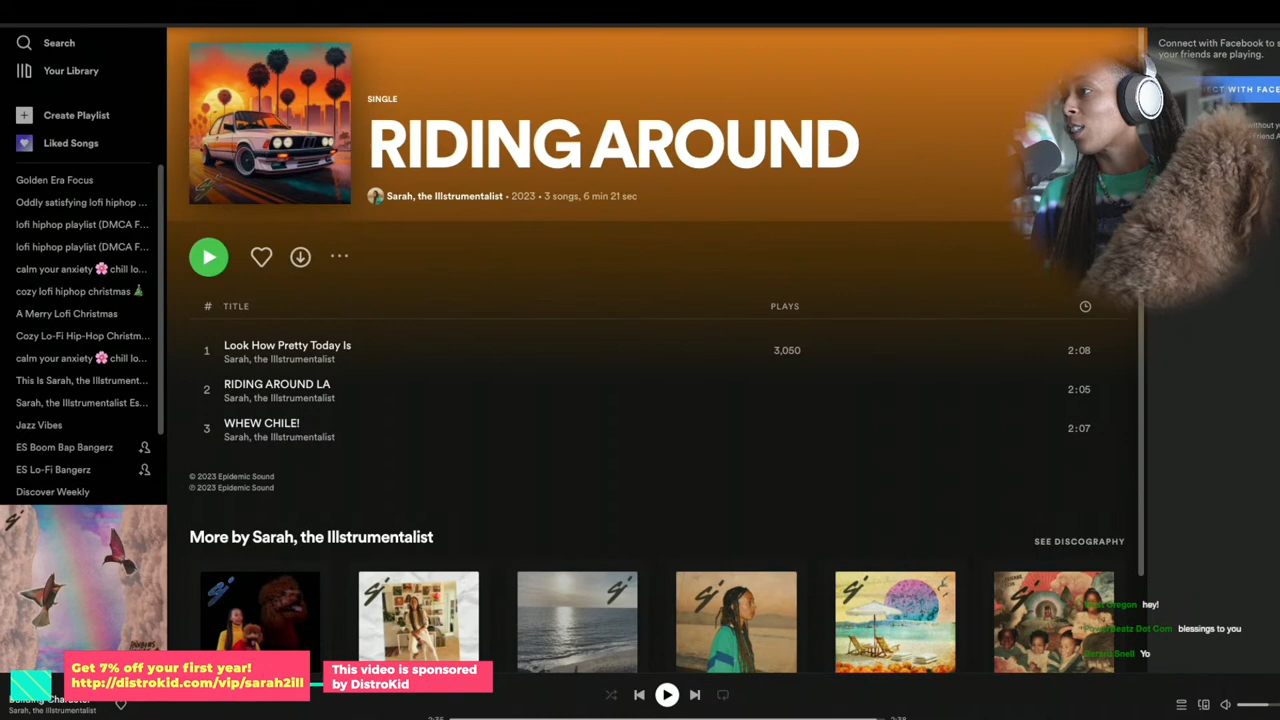 Search
Your Library
Create Playlist
Liked Songs
Golden Era Focus
Oddly satisfying lofi hiphop ...
lofi hiphop playlist (DMCA F...
lofi hiphop playlist (DMCA F...
calm your anxiety 🌸 chill lo...
cozy lofi hiphop christmas 🎄
A Merry Lofi Christmas
Cozy Lo-Fi Hip-Hop Christm...
calm your anxiety 🌸 chill lo...
This Is Sarah, the Illstrument...
Sarah, the Illstrumentalist Es...
Jazz Vibes
ES Boom Bap Bangerz
ES Lo-Fi Bangerz
Discover Weekly
SINGLE
RIDING AROUND
Sarah, the Illstrumentalist • 2023 • 3 songs, 6 min 21 sec
# TITLE PLAYS
1 Look How Pretty Today Is 3,050 2:08
Sarah, the Illstrumentalist
2 RIDING AROUND LA 2:05
Sarah, the Illstrumentalist
3 WHEW CHILE! 2:07
Sarah, the Illstrumentalist
© 2023 Epidemic Sound
℗ 2023 Epidemic Sound
More by Sarah, the Illstrumentalist
SEE DISCOGRAPHY
Connect with Facebook to s
your friends are playing.
WITH FACE
without yo
hey!
Dot Com blessings to you
Snell Yo
Get 7% off your first year!
http://distrokid.com/vip/sarah2ill
This video is sponsored
by DistroKid
Sarah, the Illstrumentalist